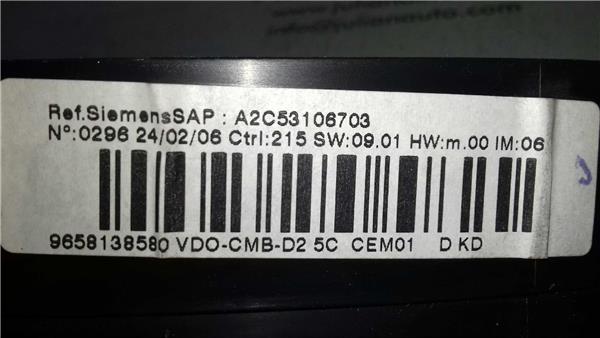 Ref.SiemensSAP : A2C53106703
N°:0296 24/02/06 Ctrl:215 SW:09.01 HW:m.00 IM:06
9658138580 VDO-CMB-D2 5C CEM01 D KD